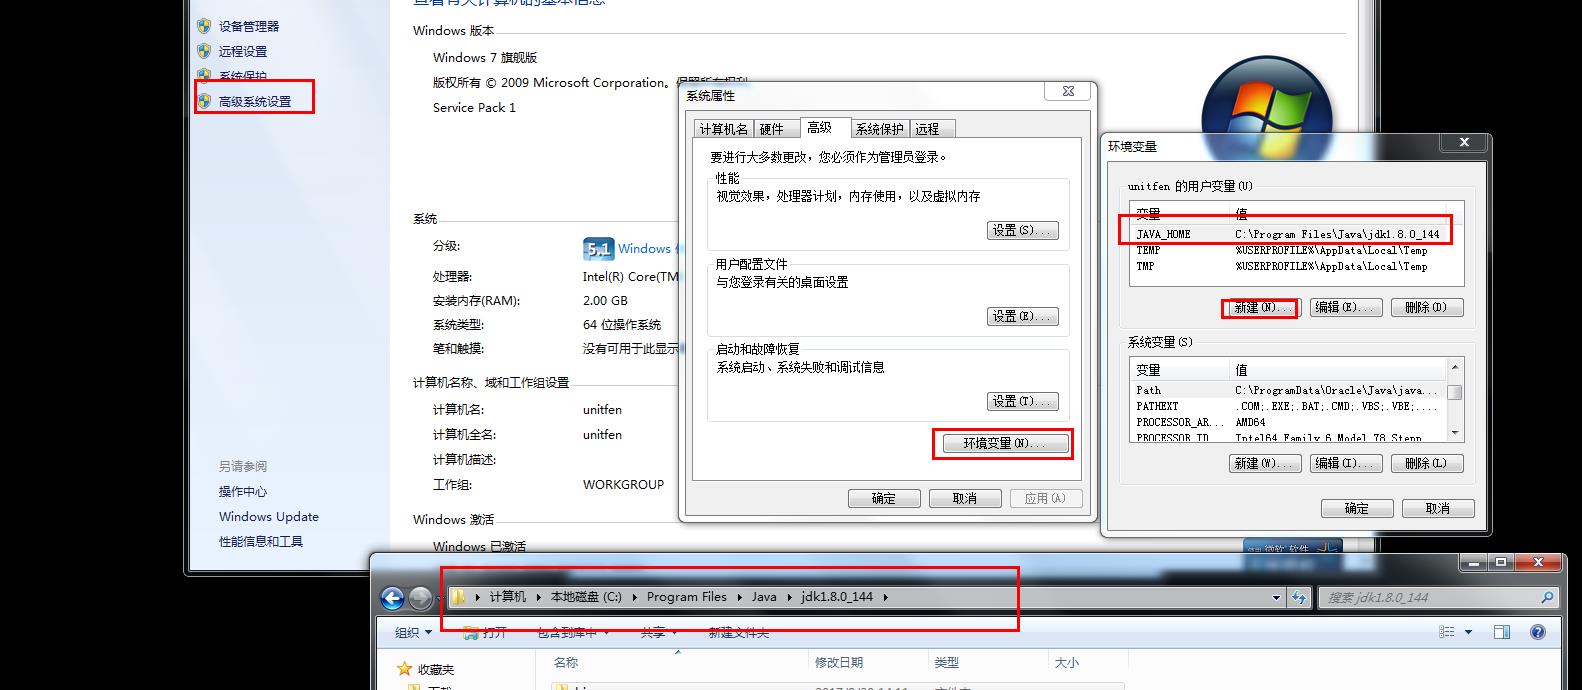 查看有关计算机的基本信息
设备管理器
远程设置
系统保护
高级系统设置
另请参阅
操作中心
Windows Update
性能信息和工具
Windows 版本
Windows 7 旗舰版
版权所有 © 2009 Microsoft Corporation。保留所有权利
Service Pack 1
系统
分级:
5.1 Windows
处理器:
Intel(R) Core(TM
安装内存(RAM):
2.00 GB
系统类型:
64 位操作系统
笔和触摸:
没有可用于此显示
计算机名称、域和工作组设置
计算机名:
unitfen
计算机全名:
unitfen
计算机描述:
工作组:
WORKGROUP
Windows 激活
Windows 已激活
系统属性
计算机名 硬件 高级 系统保护 远程
要进行大多数更改，您必须作为管理员登录。
性能
视觉效果，处理器计划，内存使用，以及虚拟内存
设置(S)...
用户配置文件
与您登录有关的桌面设置
设置(E)...
启动和故障恢复
系统启动、系统失败和调试信息
设置(T)...
环境变量(N)...
确定 取消 应用(A)
环境变量
unitfen 的用户变量(U)
变量 值
JAVA_HOME C:\Program Files\Java\jdk1.8.0_144
TEMP %USERPROFILE%\AppData\Local\Temp
TMP %USERPROFILE%\AppData\Local\Temp
新建(N)... 编辑(E)... 删除(D)
系统变量(S)
变量 值
Path C:\ProgramData\Oracle\Java\java...
PATHEXT .COM;.EXE;.BAT;.CMD;.VBS;.VBE;....
PROCESSOR_AR... AMD64
PROCESSOR_ID Intel64 Family 6 Model 78 Stepp
新建(W)... 编辑(I)... 删除(L)
确定 取消
计算机 本地磁盘 (C:) Program Files Java jdk1.8.0_144
搜索 jdk1.8.0_144
组织 打开 包含到库中 共享 新建文件夹
收藏夹
下载
名称 修改日期 类型 大小